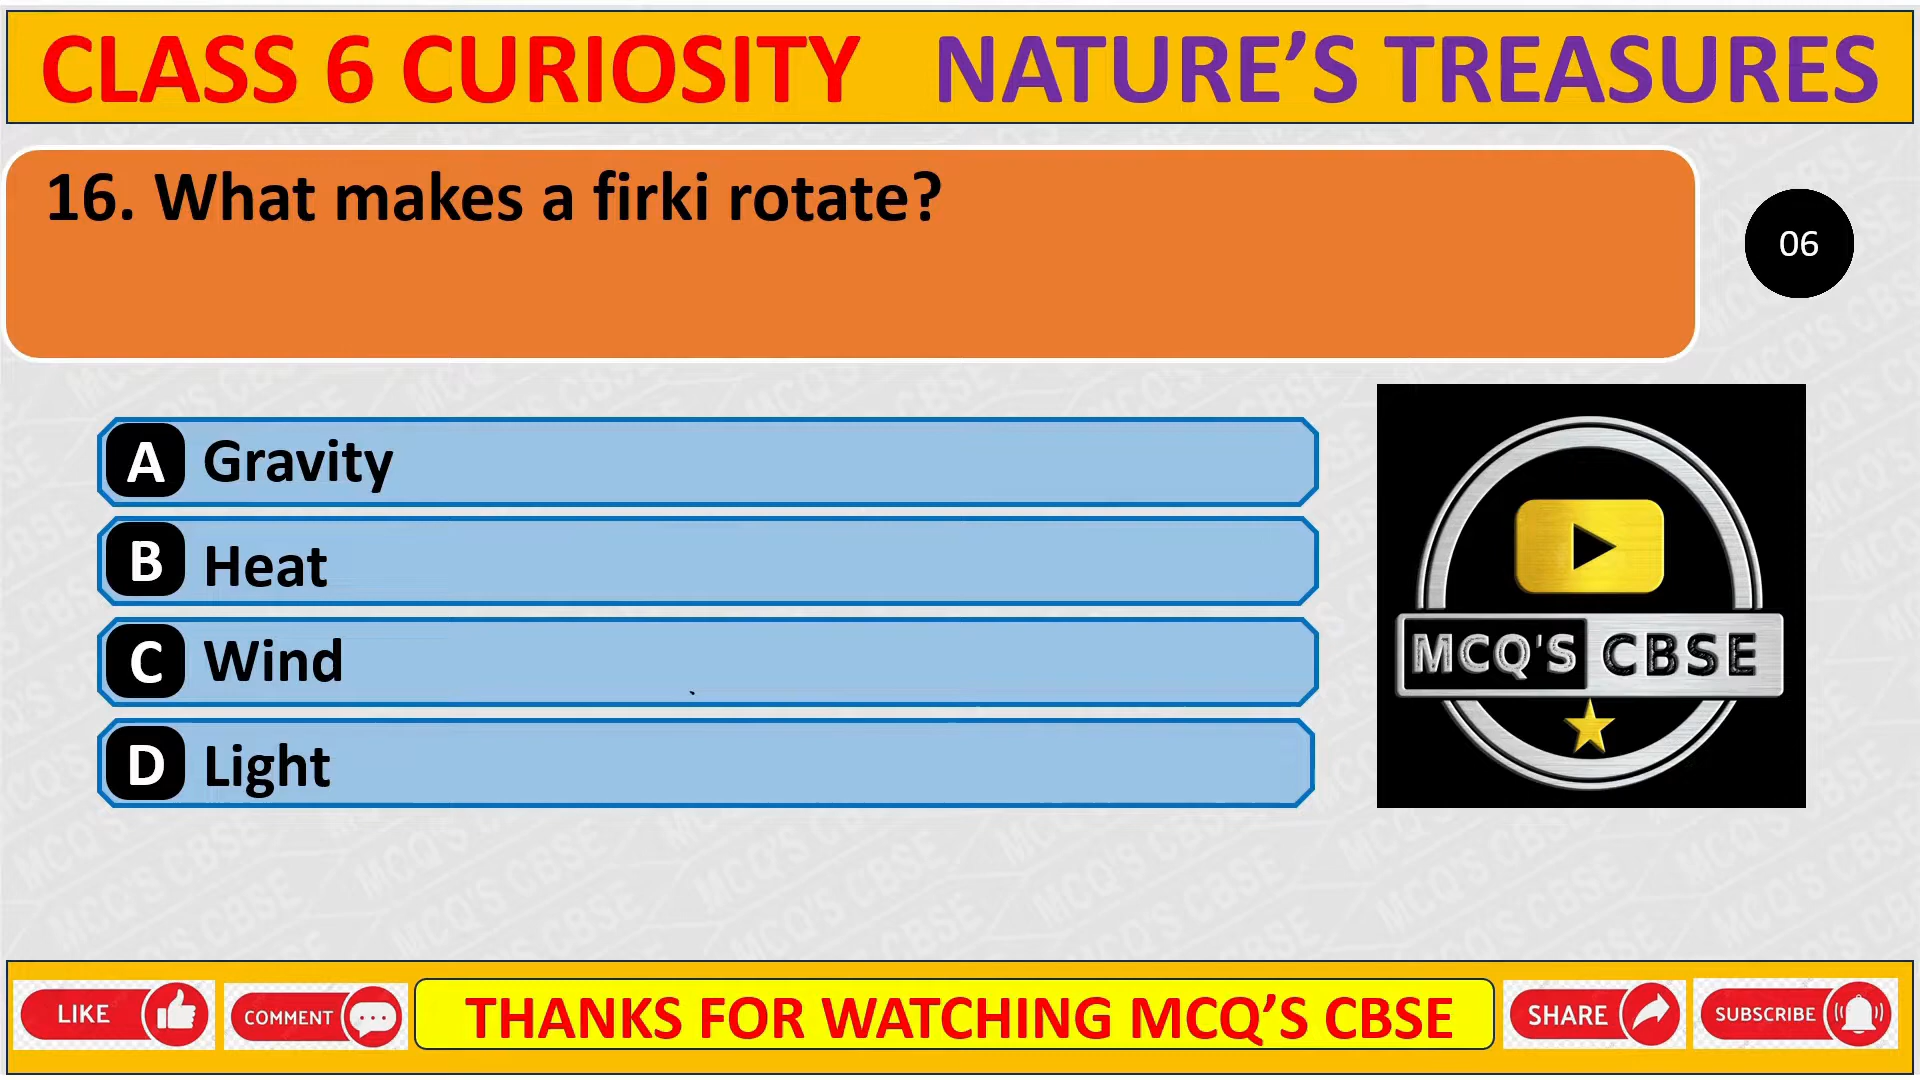 CLASS 6 CURIOSITY NATURE'S TREASURES
16. What makes a firki rotate?
06
A Gravity
B Heat
C Wind
D Light
MCQ'S CBSE
LIKE COMMENT THANKS FOR WATCHING MCQ'S CBSE SHARE SUBSCRIBE